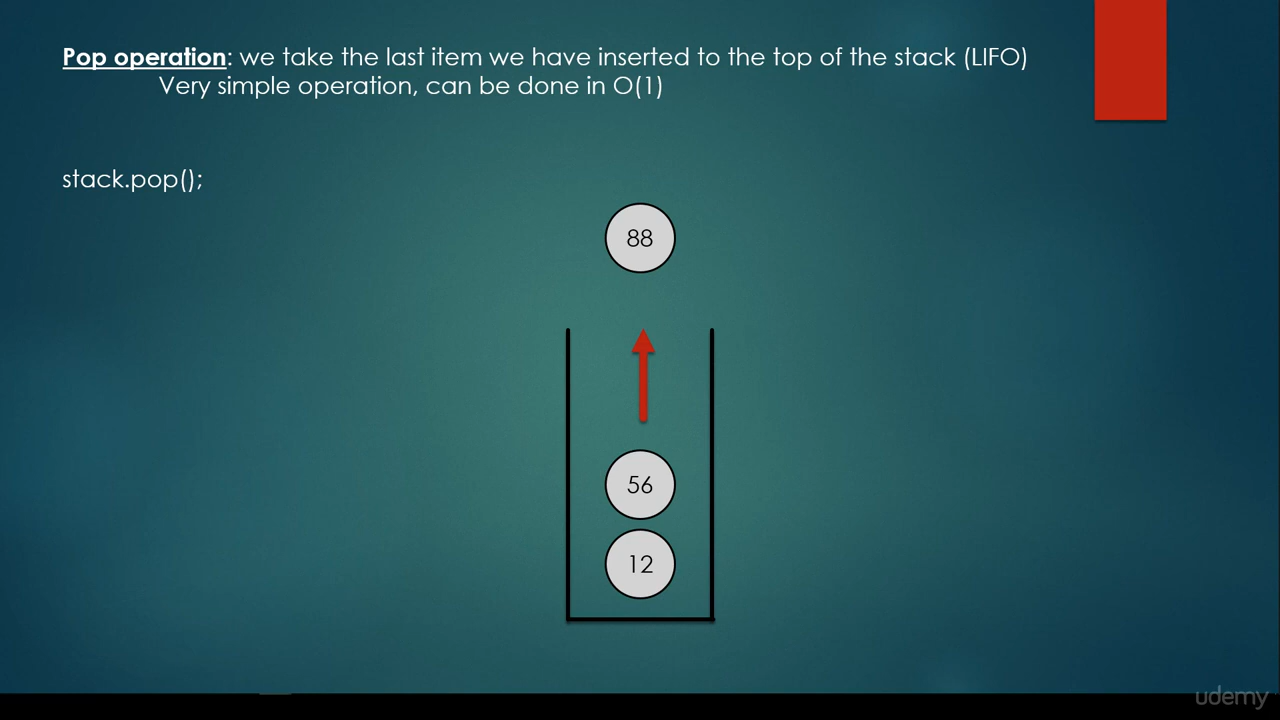 Pop operation: we take the last item we have inserted to the top of the stack (LIFO)
Very simple operation, can be done in O(1)
stack.pop();
88
56
12
udemy